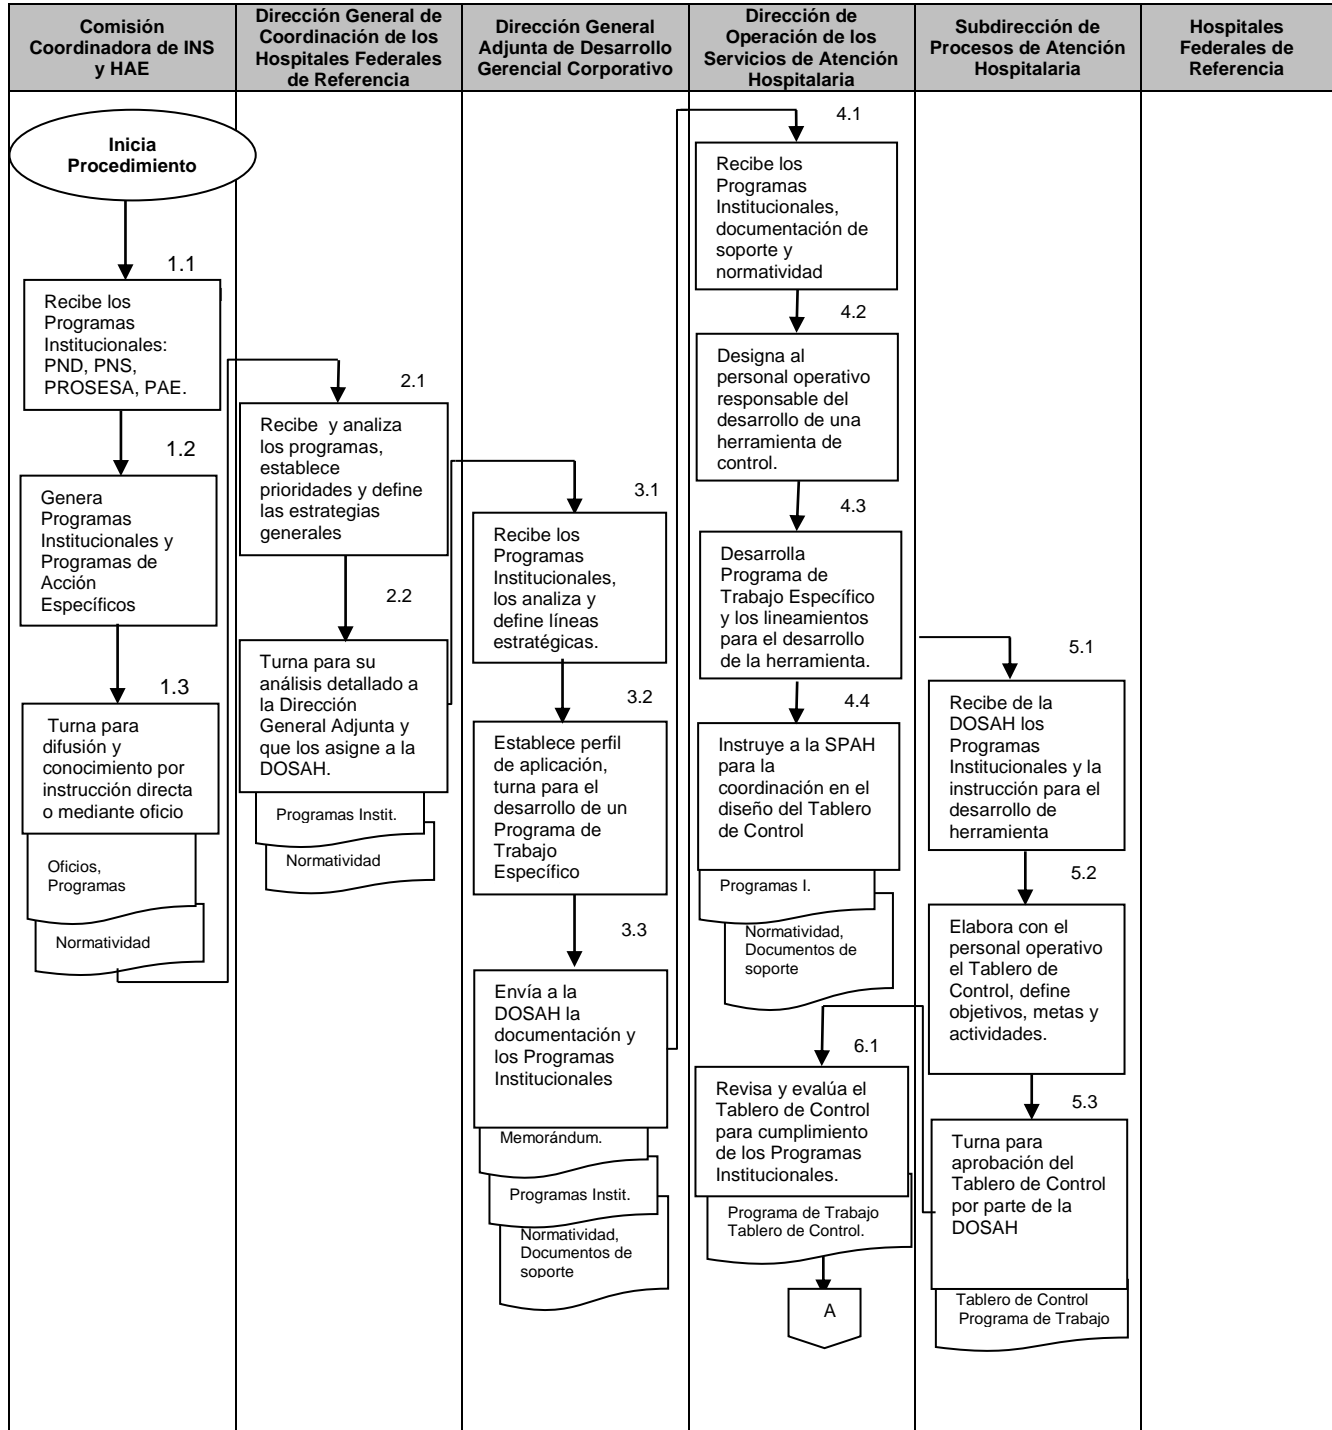 Comisión
Coordinadora de INS
y HAE
Dirección General de
Coordinación de los
Hospitales Federales
de Referencia
Dirección General
Adjunta de Desarrollo
Gerencial Corporativo
Dirección de
Operación de los
Servicios de Atención
Hospitalaria
Subdirección de
Procesos de Atención
Hospitalaria
Hospitales
Federales de
Referencia
Inicia
Procedimiento
1.1
Recibe los
Programas
Institucionales:
PND, PNS,
PROSESA, PAE.
1.2
Genera
Programas
Institucionales y
Programas de
Acción
Específicos
1.3
Turna para
difusión y
conocimiento por
instrucción directa
o mediante oficio
Oficios,
Programas
Normatividad
2.1
Recibe y analiza
los programas,
establece
prioridades y define
las estrategias
generales
2.2
Turna para su
análisis detallado a
la Dirección
General Adjunta y
que los asigne a la
DOSAH.
Programas Instit.
Normatividad
3.1
Recibe los
Programas
Institucionales,
los analiza y
define líneas
estratégicas.
3.2
Establece perfil
de aplicación,
turna para el
desarrollo de un
Programa de
Trabajo
Específico
3.3
Envía a la
DOSAH la
documentación y
los Programas
Institucionales
Memorándum.
Programas Instit.
Normatividad,
Documentos de
soporte
4.1
Recibe los
Programas
Institucionales,
documentación de
soporte y
normatividad
4.2
Designa al
personal operativo
responsable del
desarrollo de una
herramienta de
control.
4.3
Desarrolla
Programa de
Trabajo Específico
y los lineamientos
para el desarrollo
de la herramienta.
4.4
Instruye a la SPAH
para la
coordinación en el
diseño del Tablero
de Control
Programas I.
Normatividad,
Documentos de
soporte
5.1
Recibe de la
DOSAH los
Programas
Institucionales y la
instrucción para el
desarrollo de
herramienta
5.2
Elabora con el
personal operativo
el Tablero de
Control, define
objetivos, metas y
actividades.
5.3
Turna para
aprobación del
Tablero de Control
por parte de la
DOSAH
Tablero de Control
Programa de Trabajo
6.1
Revisa y evalúa el
Tablero de Control
para cumplimiento
de los Programas
Institucionales.
Programa de Trabajo
Tablero de Control.
A